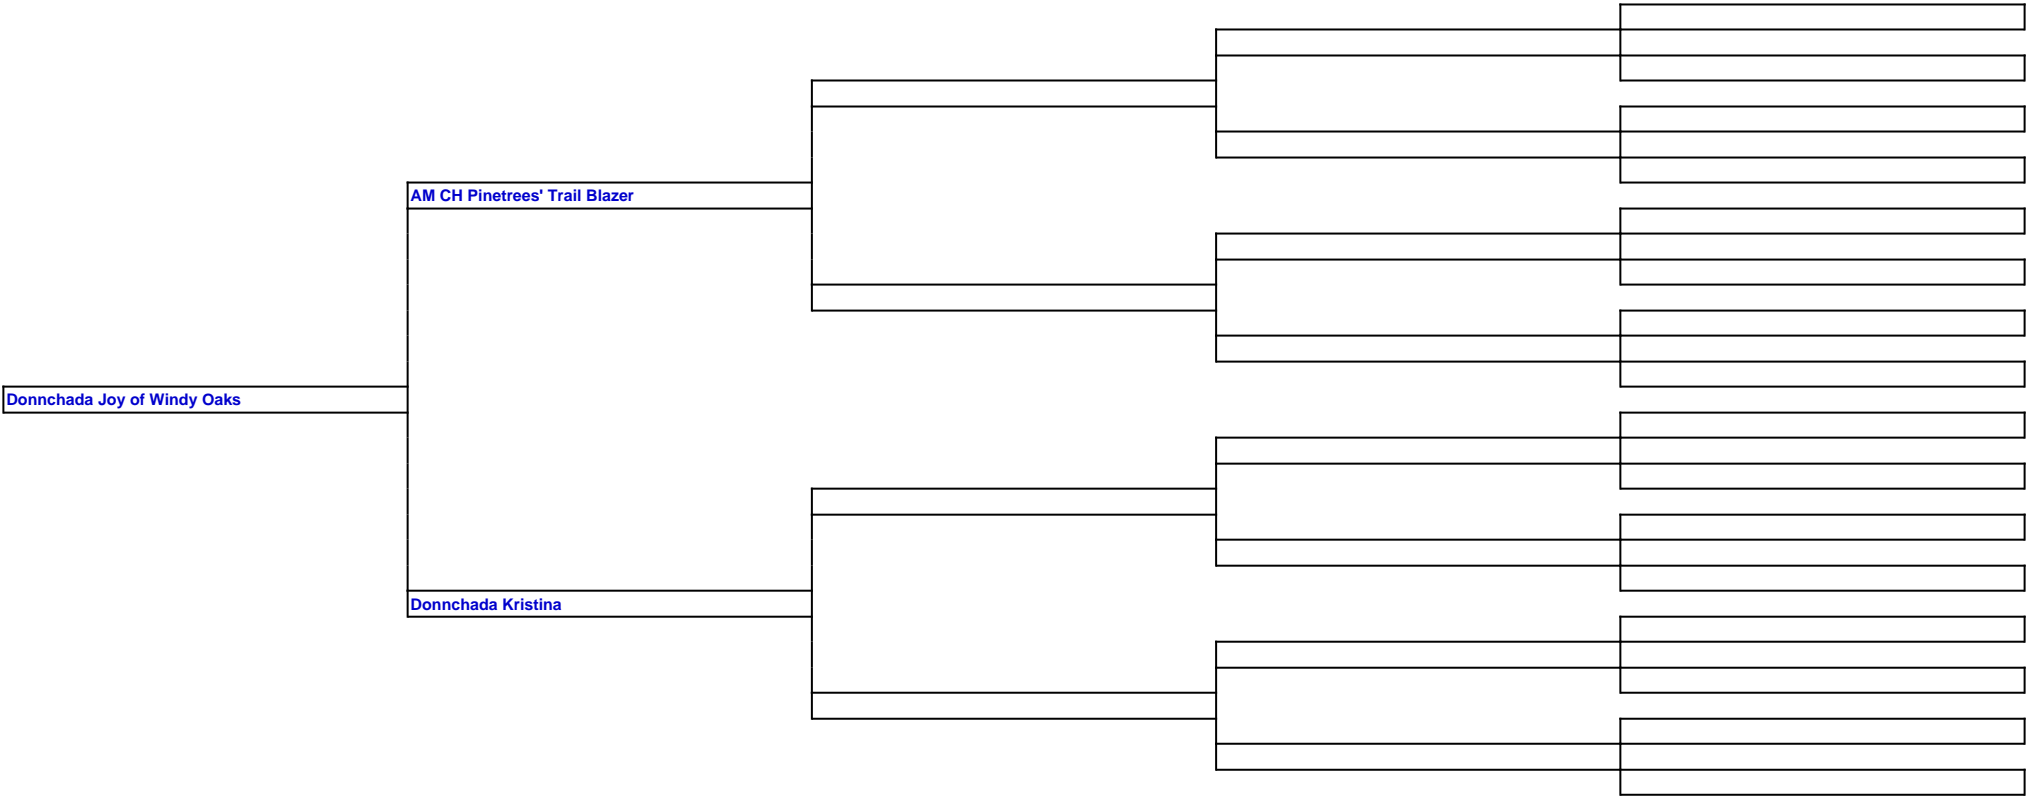 AM CH Pinetrees' Trail Blazer
Donnchada Joy of Windy Oaks
Donnchada Kristina